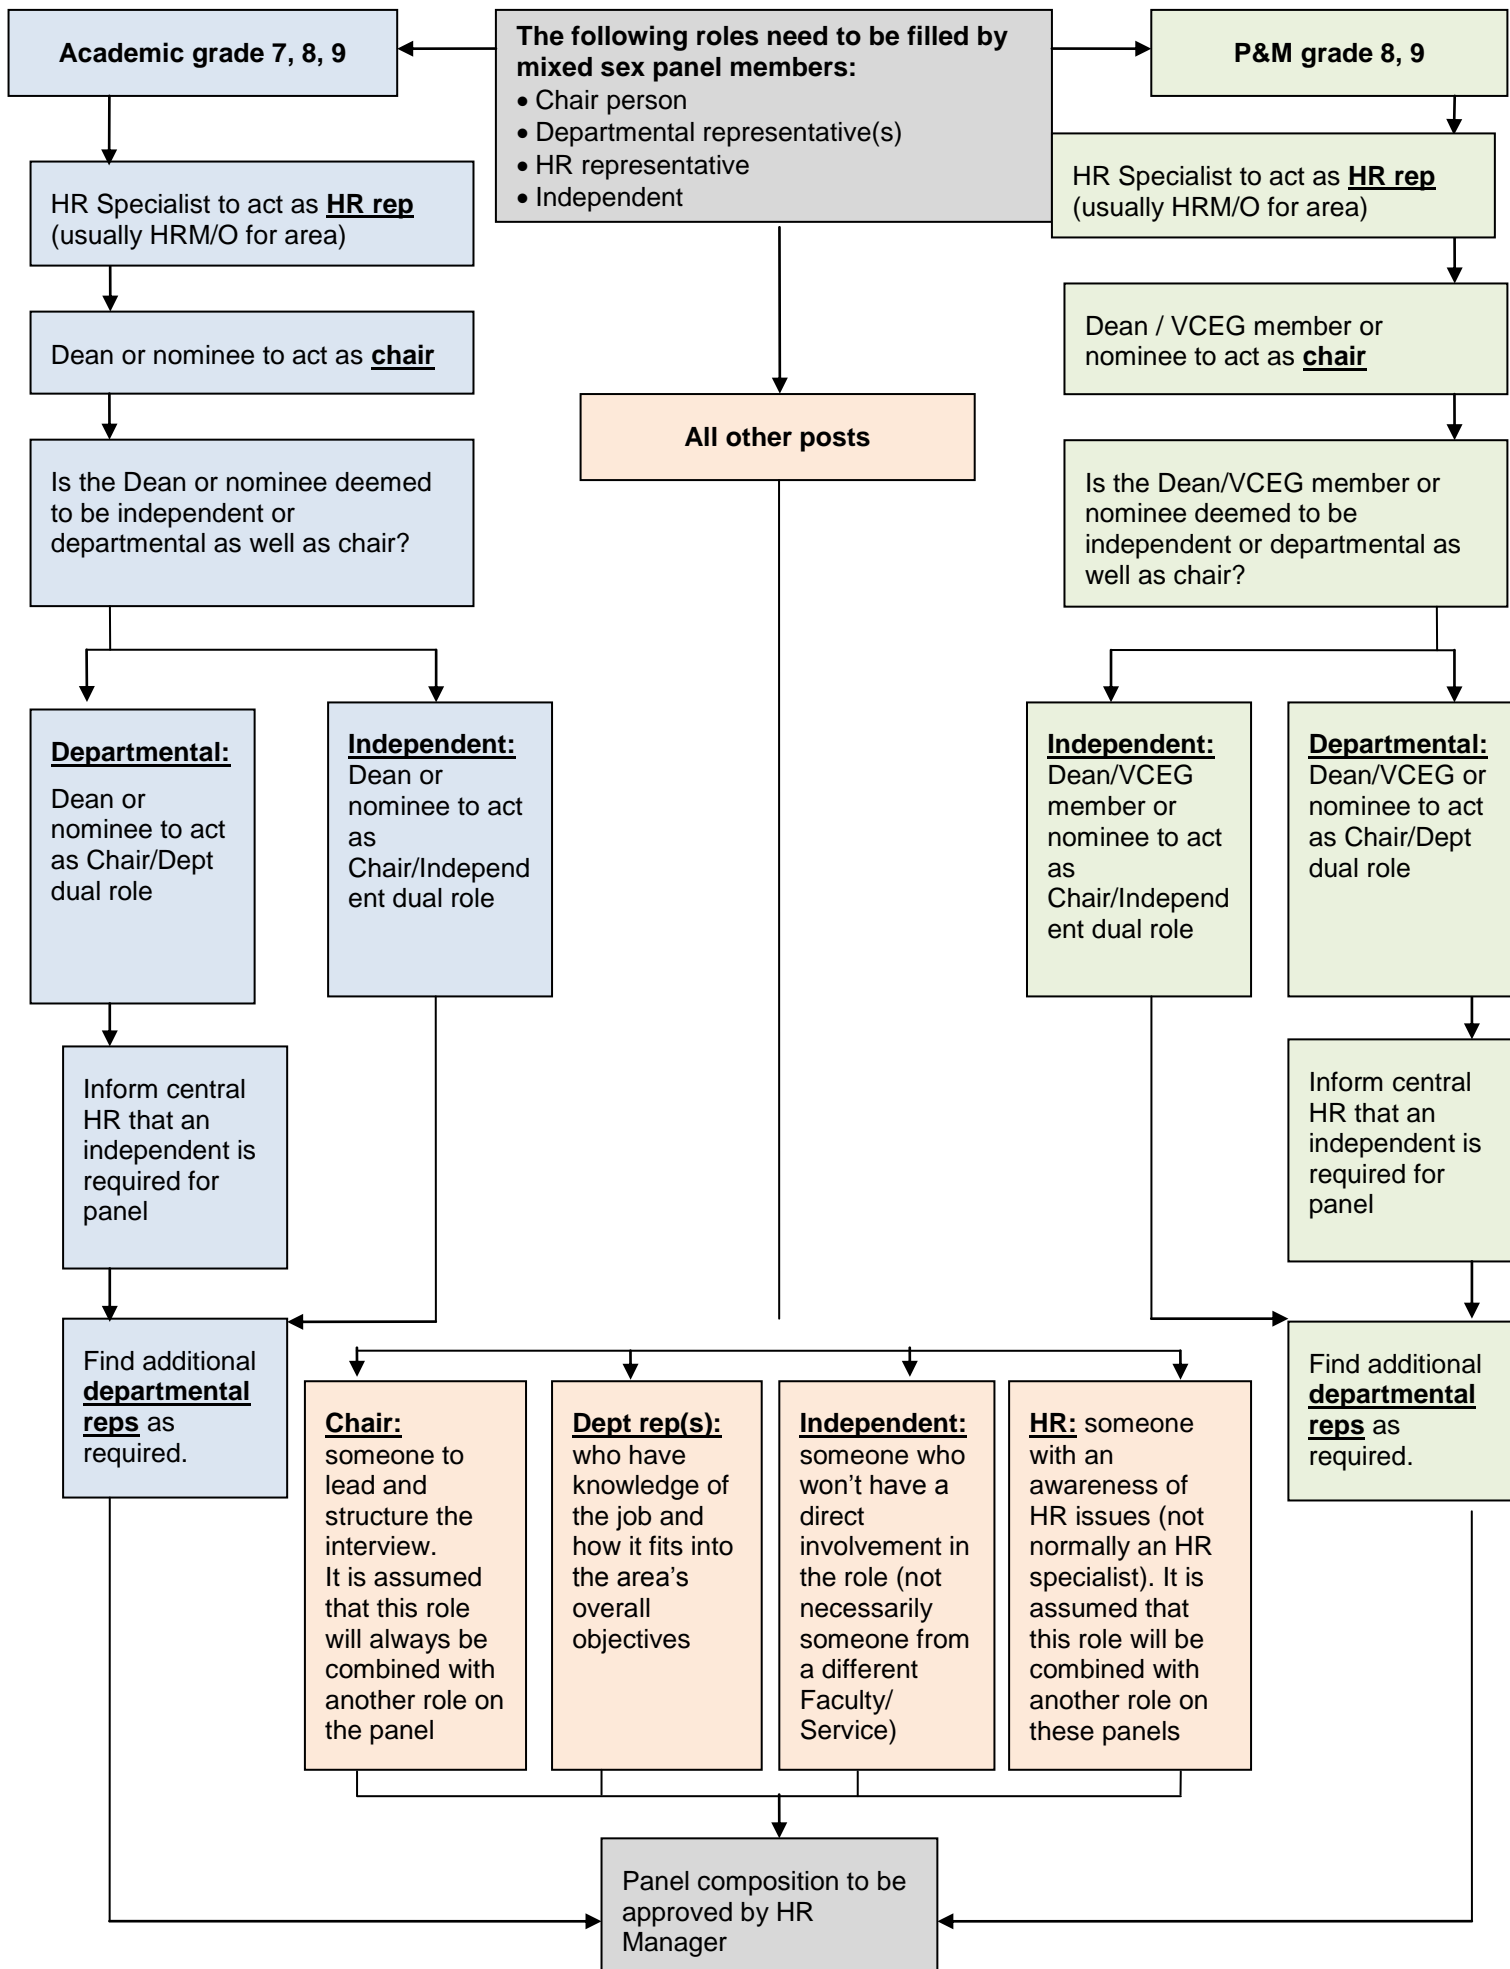 Academic grade 7, 8, 9
The following roles need to be filled by
mixed sex panel members:
• Chair person
• Departmental representative(s)
• HR representative
• Independent
P&M grade 8, 9
HR Specialist to act as HR rep
(usually HRM/O for area)
HR Specialist to act as HR rep
(usually HRM/O for area)
Dean or nominee to act as chair
Dean / VCEG member or
nominee to act as chair
All other posts
Is the Dean or nominee deemed
to be independent or
departmental as well as chair?
Is the Dean/VCEG member or
nominee deemed to be
independent or departmental as
well as chair?
Departmental:
Dean or
nominee to act
as Chair/Dept
dual role
Independent:
Dean or
nominee to act
as
Chair/Independ
ent dual role
Independent:
Dean/VCEG
member or
nominee to act
as
Chair/Independ
ent dual role
Departmental:
Dean/VCEG or
nominee to act
as Chair/Dept
dual role
Inform central
HR that an
independent is
required for
panel
Inform central
HR that an
independent is
required for
panel
Find additional
departmental
reps as
required.
Chair:
someone to
lead and
structure the
interview.
It is assumed
that this role
will always be
combined with
another role on
the panel
Dept rep(s):
who have
knowledge of
the job and
how it fits into
the area’s
overall
objectives
Independent:
someone who
won’t have a
direct
involvement in
the role (not
necessarily
someone from
a different
Faculty/
Service)
HR: someone
with an
awareness of
HR issues (not
normally an HR
specialist). It is
assumed that
this role will be
combined with
another role on
these panels
Find additional
departmental
reps as
required.
Panel composition to be
approved by HR
Manager